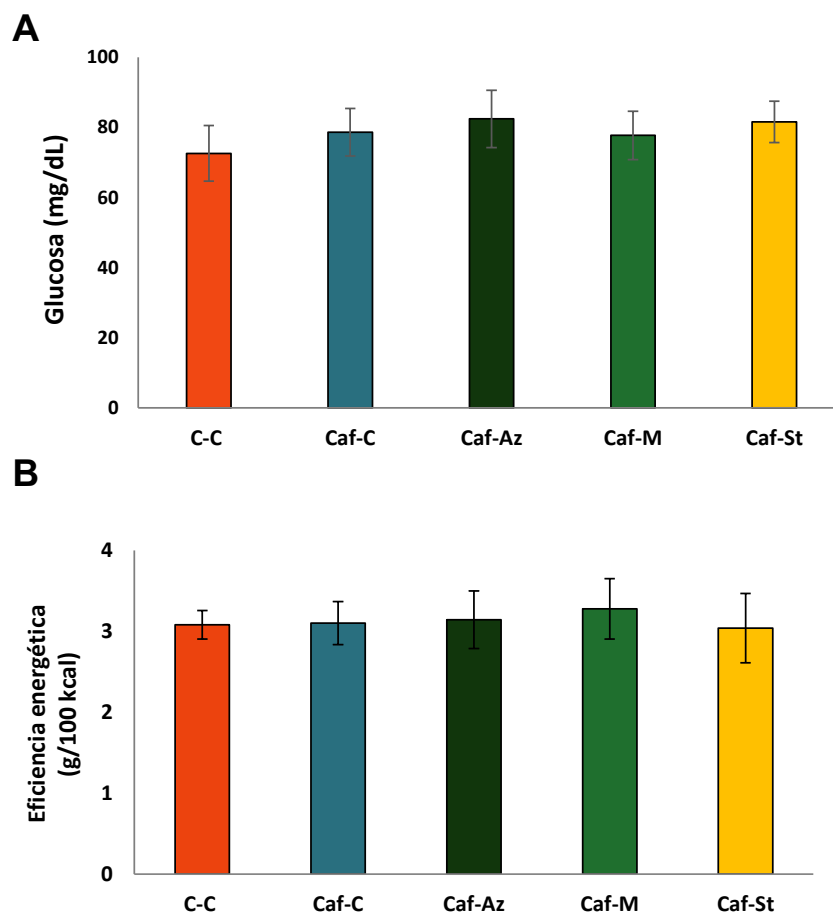 A
Glucosa (mg/dL)
100
80
60
40
20
0
C-C Caf-C Caf-Az Caf-M Caf-St
B
Eficiencia energética
(g/100 kcal)
4
3
2
1
0
C-C Caf-C Caf-Az Caf-M Caf-St